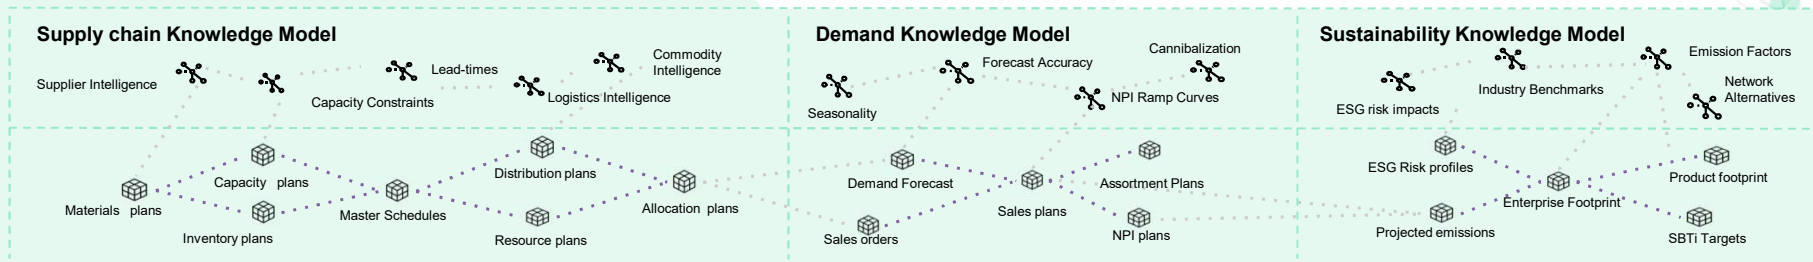 Supply chain Knowledge Model
Supplier Intelligence
Capacity Constraints
Lead-times
Logistics Intelligence
Commodity
Intelligence
Materials plans
Capacity plans
Inventory plans
Master Schedules
Distribution plans
Resource plans
Allocation plans
Demand Knowledge Model
Seasonality
Forecast Accuracy
NPI Ramp Curves
Cannibalization
Demand Forecast
Sales orders
Sales plans
Assortment Plans
NPI plans
Sustainability Knowledge Model
ESG risk impacts
Industry Benchmarks
Emission Factors
Network
Alternatives
ESG Risk profiles
Projected emissions
Enterprise Footprint
Product footprint
SBTi Targets